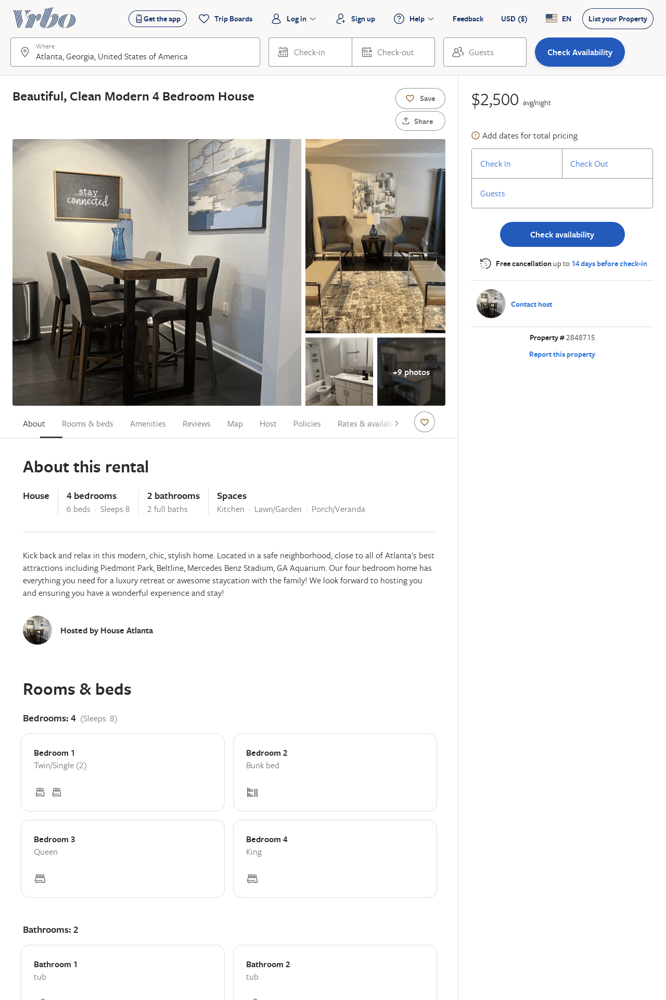 Vrbo
Get the app
Trip Boards
Log in
Sign up
Help
Feedback
USD ($)
EN
List your Property
Where
Atlanta, Georgia, United States of America
Check-in
Check-out
Guests
Check Availability
Beautiful, Clean Modern 4 Bedroom House
Save
Share
stay
connected
+9 photos
$2,500 avg/night
Add dates for total pricing
Check In
Check Out
Guests
Check availability
Free cancellation up to 14 days before check-in
Contact host
Property # 2848715
Report this property
About
Rooms & beds
Amenities
Reviews
Map
Host
Policies
Rates & availab
About this rental
House
4 bedrooms
6 beds · Sleeps 8
2 bathrooms
2 full baths
Spaces
Kitchen · Lawn/Garden · Porch/Veranda
Kick back and relax in this modern, chic, stylish home. Located in a safe neighborhood, close to all of Atlanta's best
attractions including Piedmont Park, Beltline, Mercedes Benz Stadium, GA Aquarium. Our four bedroom home has
everything you need for a luxury retreat or awesome staycation with the family! We look forward to hosting you
and ensuring you have a wonderful experience and stay!
Hosted by House Atlanta
Rooms & beds
Bedrooms: 4 (Sleeps: 8)
Bedroom 1
Twin/Single (2)
Bedroom 2
Bunk bed
Bedroom 3
Queen
Bedroom 4
King
Bathrooms: 2
Bathroom 1
tub
Bathroom 2
tub